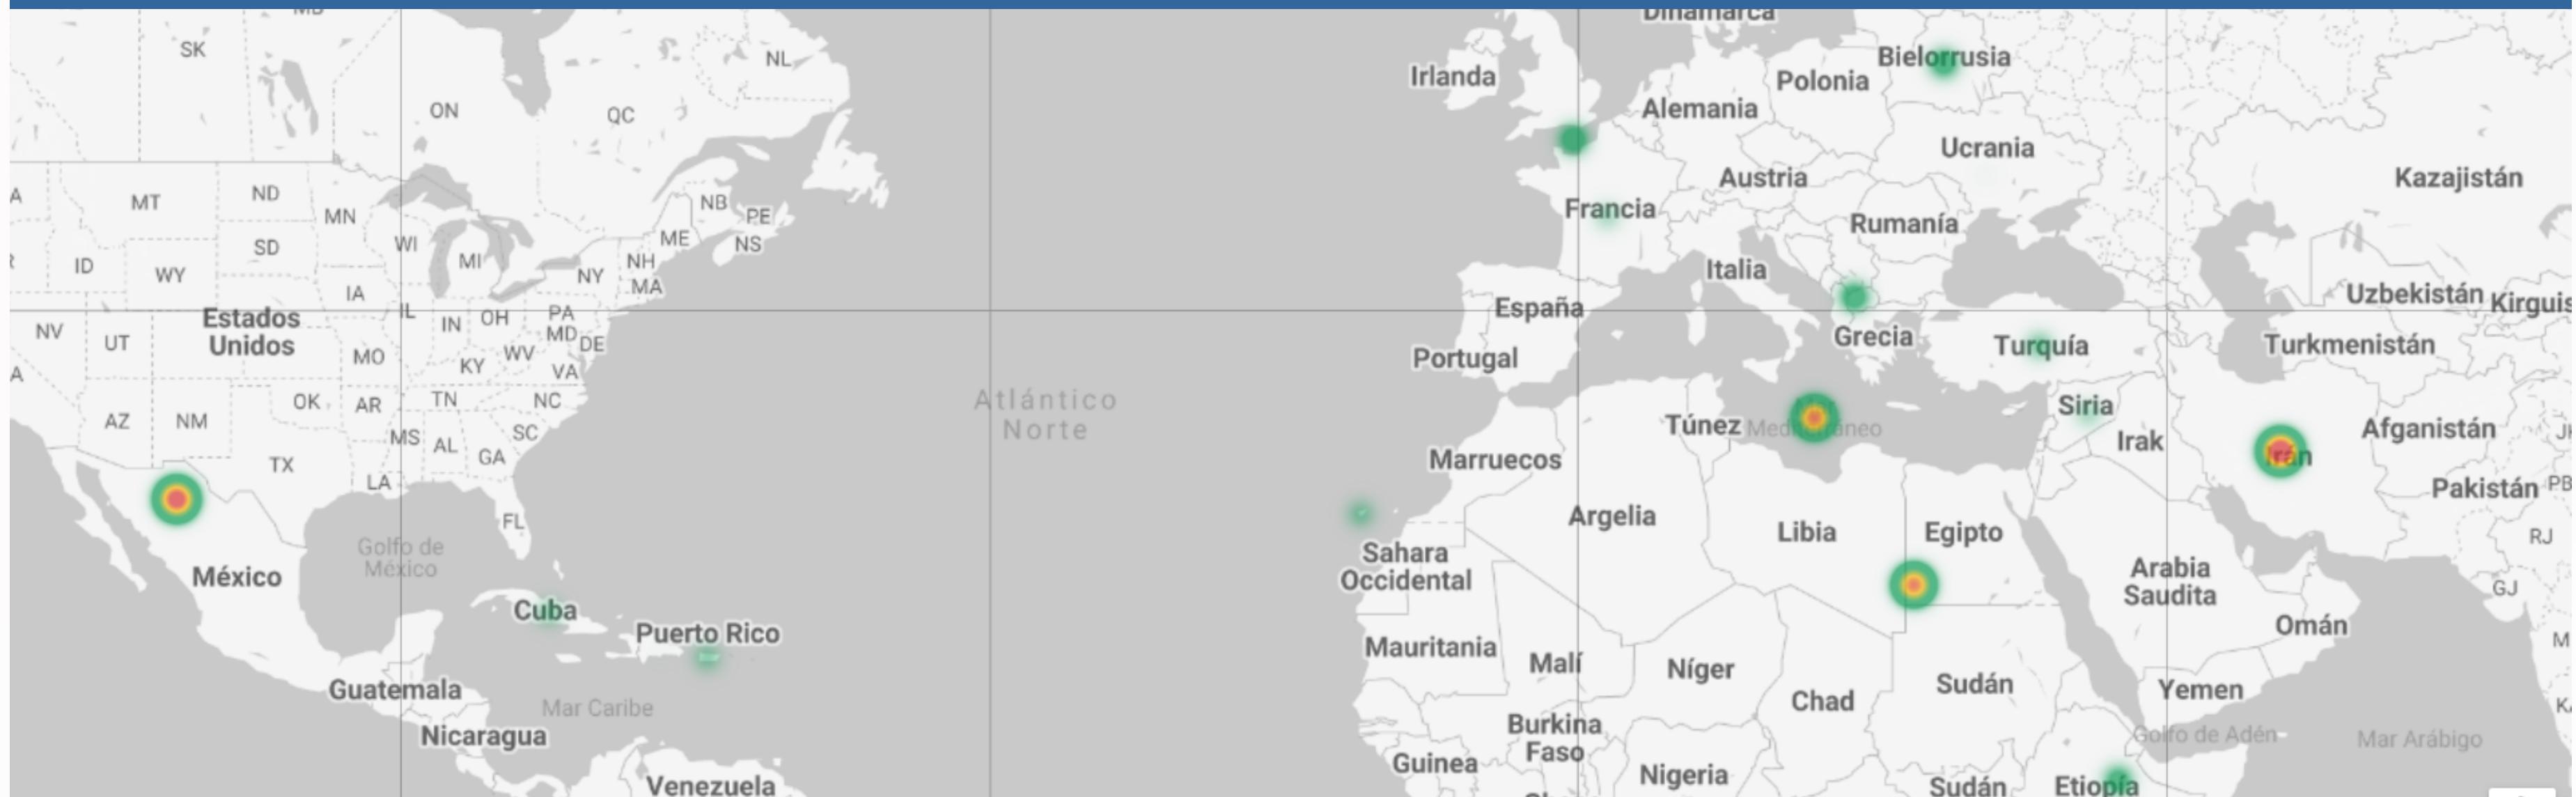 Dinamarca
SK
NL
Bielorrusia
Irlanda
Polonia
ON
QC
Alemania
Ucrania
Austria
Kazajistán
MT
ND
MN
NB
PE
Francia
Rumanía
WI
ME
NS
SD
ID
WY
MI
NY
NH
MA
Italia
IA
Uzbekistán
Kirguis
Estados
Unidos
IL
IN
OH
PA
MD
DE
España
NV
UT
MO
KY
WV
VA
Portugal
Grecia
Turquía
Turkmenistán
OK
AR
TN
NC
Atlántico
Norte
Siria
AZ
NM
MS
AL
GA
SC
Túnez
Mediterráneo
Irak
Irán
Afganistán
TX
LA
Marruecos
Pakistán
PB
FL
Argelia
Libia
Egipto
RJ
Golfo de
México
México
Sahara
Occidental
Arabia
Saudita
GJ
Cuba
Puerto Rico
Omán
Mauritania
Malí
Níger
Chad
Sudán
Yemen
Guatemala
Mar Caribe
Nicaragua
Burkina
Faso
Golfo de Adén
Mar Arábigo
Guinea
Nigeria
Venezuela
Sudán
Etiopía